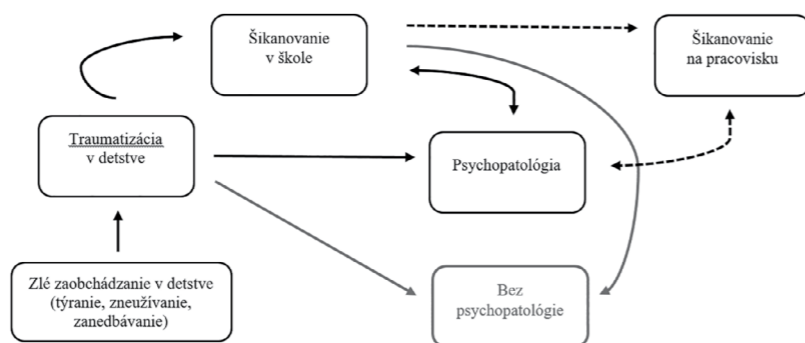 Šikanovanie
v škole
Šikanovanie
na pracovisku
Traumatizácia
v detstve
Psychopatológia
Zlé zaobchádzanie v detstve
(týranie, zneužívanie,
zanedbávanie)
Bez
psychopatológie